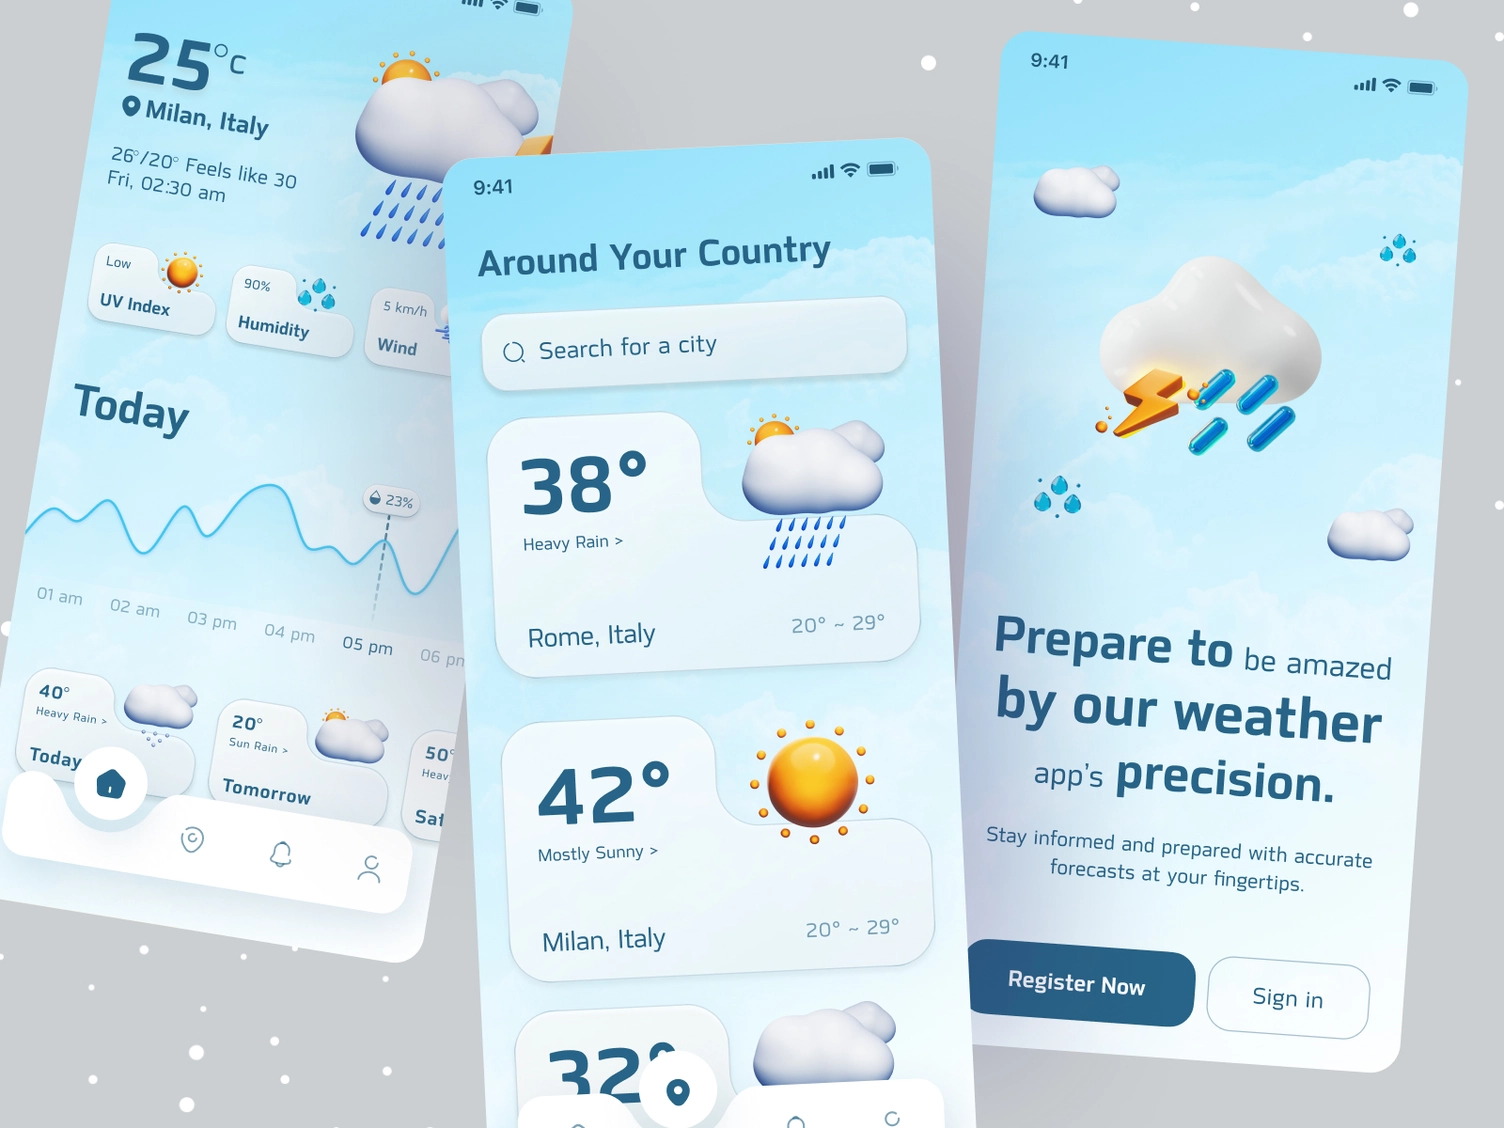 25°C
Milan, Italy
26°/20° Feels like 30
Fri, 02:30 am
Low
UV Index
90%
Humidity
5 km/h
Wind
Today
23%
01 am 02 am 03 pm 04 pm 05 pm 06 pm
40°
Heavy Rain >
Today
20°
Sun Rain >
Tomorrow
50°
Heav
Sat
9:41
Around Your Country
Search for a city
38°
Heavy Rain >
Rome, Italy 20° ~ 29°
42°
Mostly Sunny >
Milan, Italy 20° ~ 29°
32°
9:41
Prepare to be amazed
by our weather
app's precision.
Stay informed and prepared with accurate
forecasts at your fingertips.
Register Now Sign in